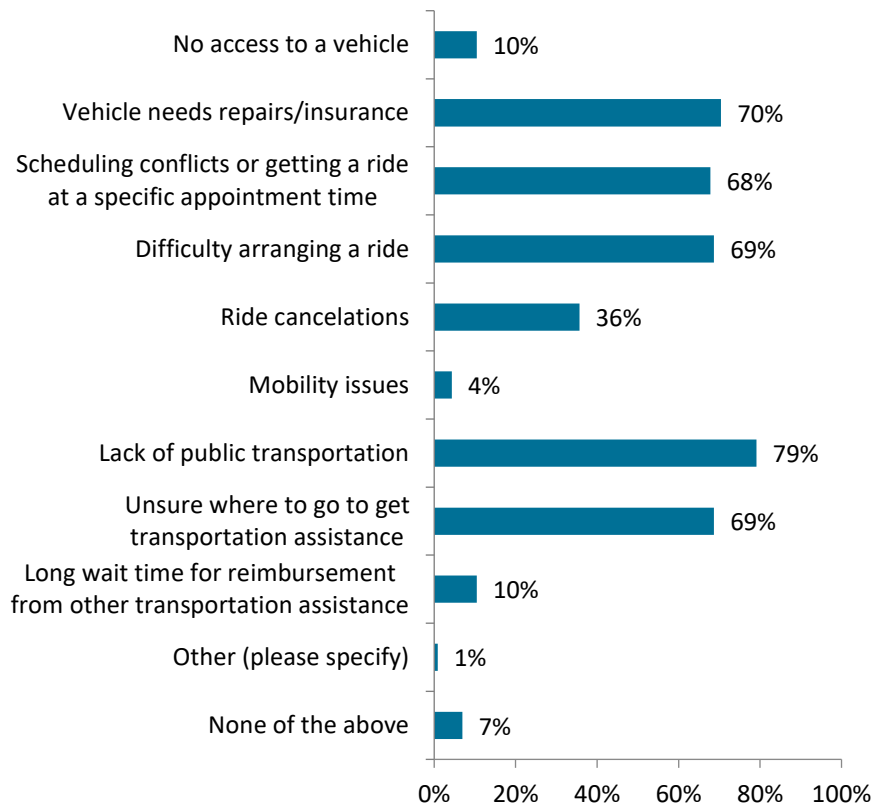 No access to a vehicle
10%
Vehicle needs repairs/insurance
70%
Scheduling conflicts or getting a ride
at a specific appointment time
68%
Difficulty arranging a ride
69%
Ride cancelations
36%
Mobility issues
4%
Lack of public transportation
79%
Unsure where to go to get
transportation assistance
69%
Long wait time for reimbursement
from other transportation assistance
10%
Other (please specify)
1%
None of the above
7%
0% 20% 40% 60% 80% 100%